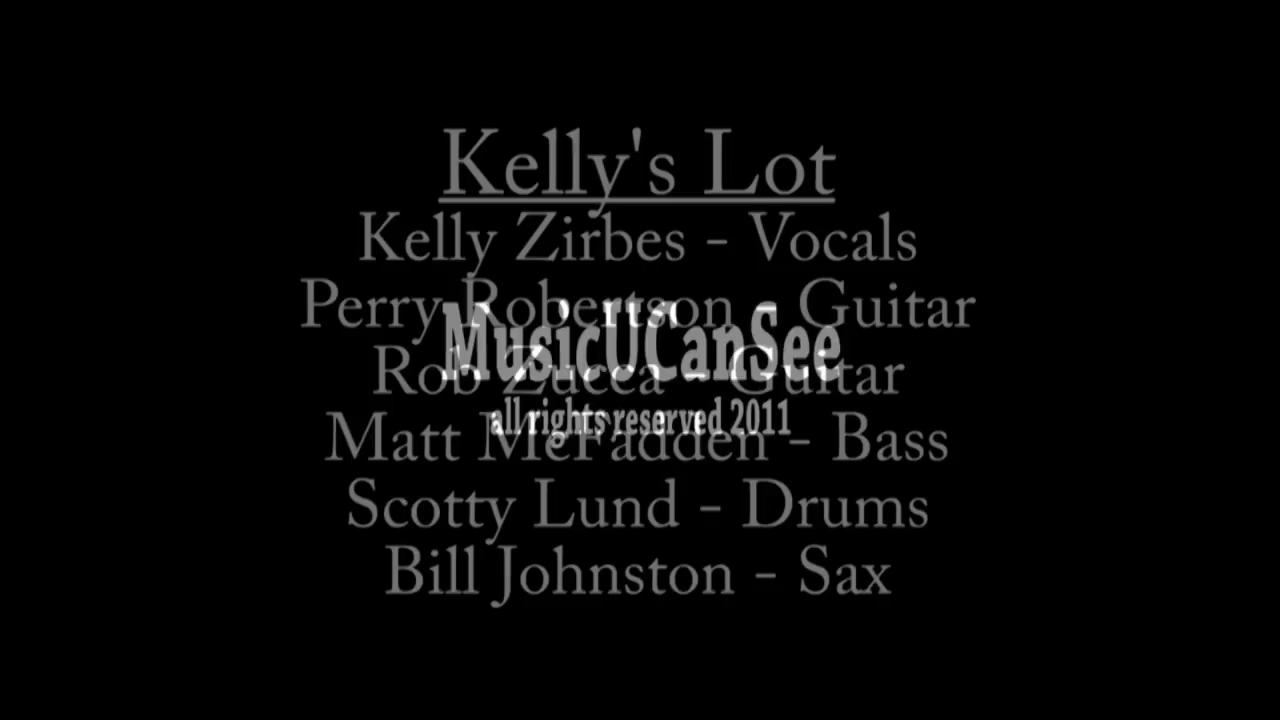 Kelly's Lot
Kelly Zirbes - Vocals
Perry Robertson - Guitar
MusicUCanSee
Rob Zucca - Guitar
all rights reserved 2011
Matt McFadden - Bass
Scotty Lund - Drums
Bill Johnston - Sax